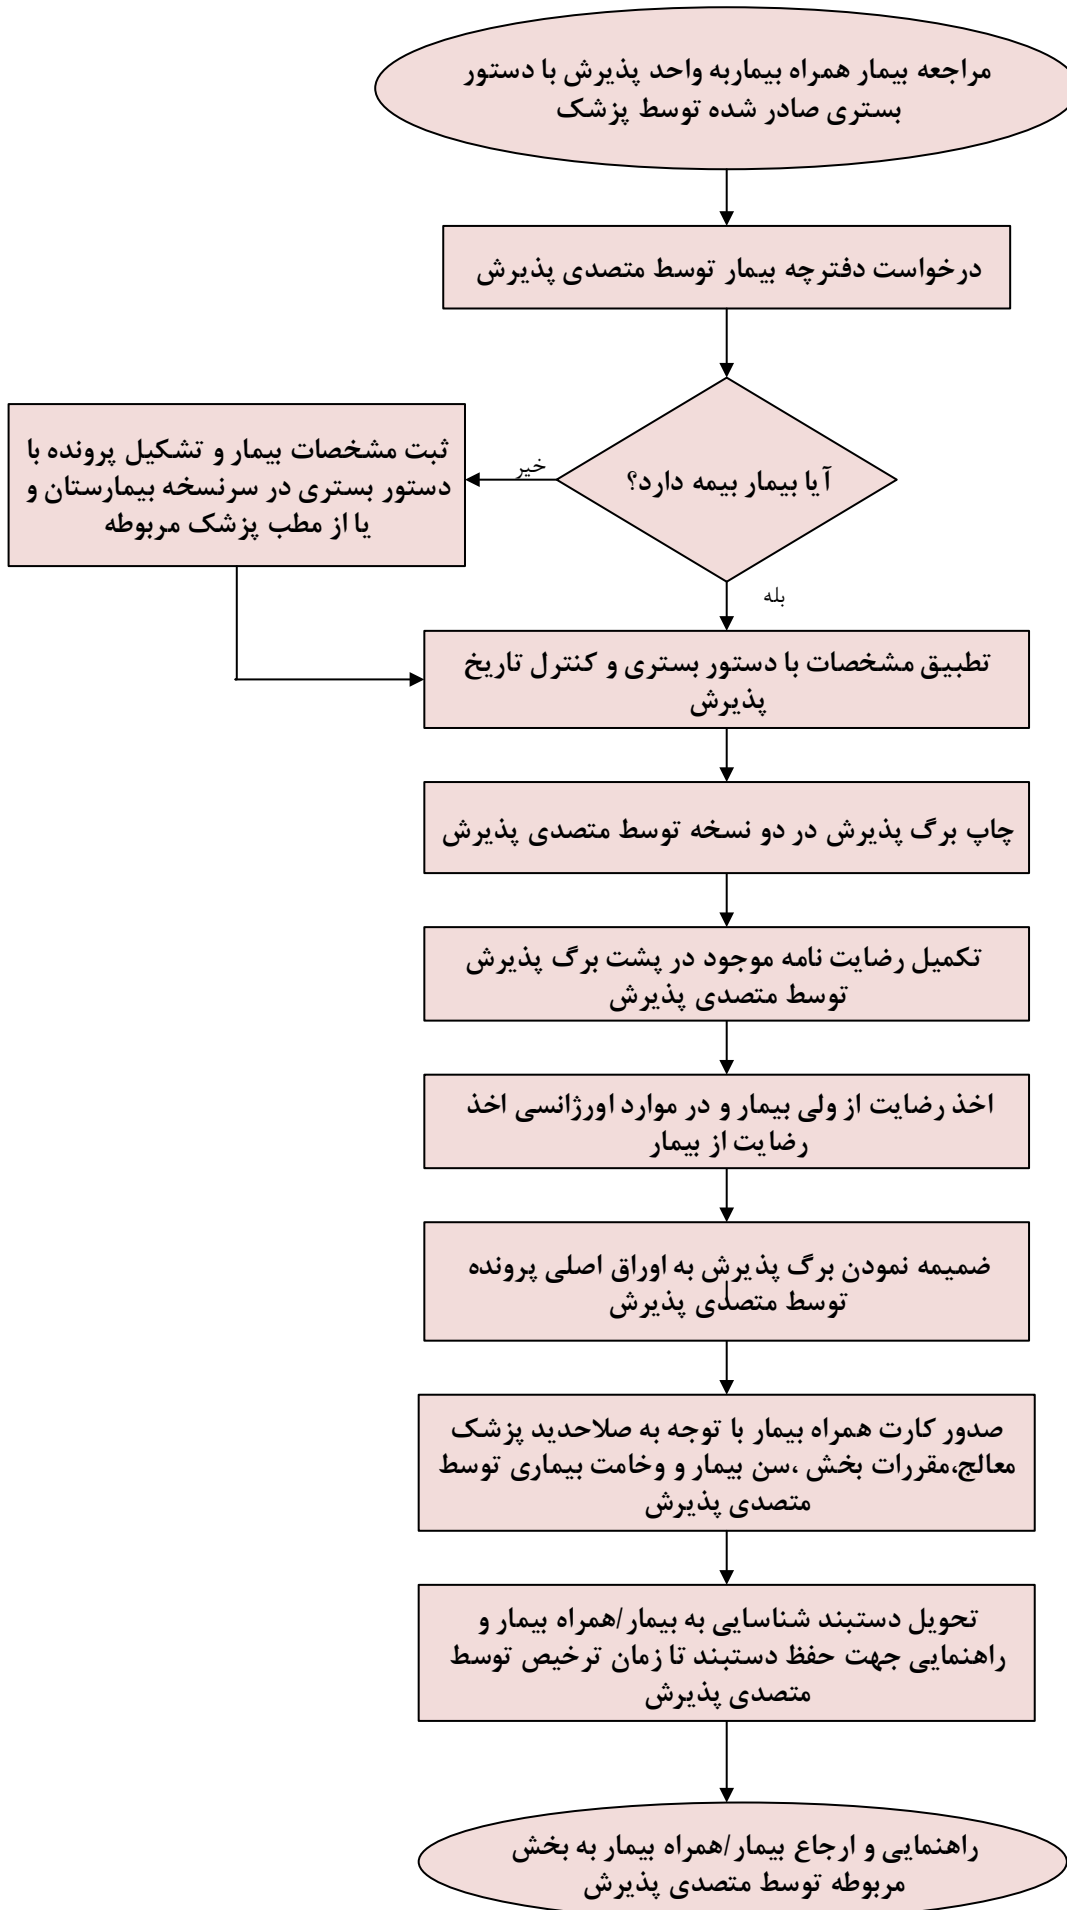 مراجعه بیمار همراه بیماربه واحد پذیرش با دستور
بستری صادر شده توسط پزشک
درخواست دفترچه بیمار توسط متصدی پذیرش
آیا بیمار بیمه دارد؟
خیر
ثبت مشخصات بیمار و تشکیل پرونده با
دستور بستری در سرنسخه بیمارستان و
یا از مطب پزشک مربوطه
بله
تطبیق مشخصات با دستور بستری و کنترل تاریخ
پذیرش
چاپ برگ پذیرش در دو نسخه توسط متصدی پذیرش
تکمیل رضایت نامه موجود در پشت برگ پذیرش
توسط متصدی پذیرش
اخذ رضایت از ولی بیمار و در موارد اورژانسی اخذ
رضایت از بیمار
ضمیمه نمودن برگ پذیرش به اوراق اصلی پرونده
توسط متصدی پذیرش
صدور کارت همراه بیمار با توجه به صلاحدید پزشک
معالج،مقررات بخش ،سن بیمار و وخامت بیماری توسط
متصدی پذیرش
تحویل دستبند شناسایی به بیمار/همراه بیمار و
راهنمایی جهت حفظ دستبند تا زمان ترخیص توسط
متصدی پذیرش
راهنمایی و ارجاع بیمار/همراه بیمار به بخش
مربوطه توسط متصدی پذیرش